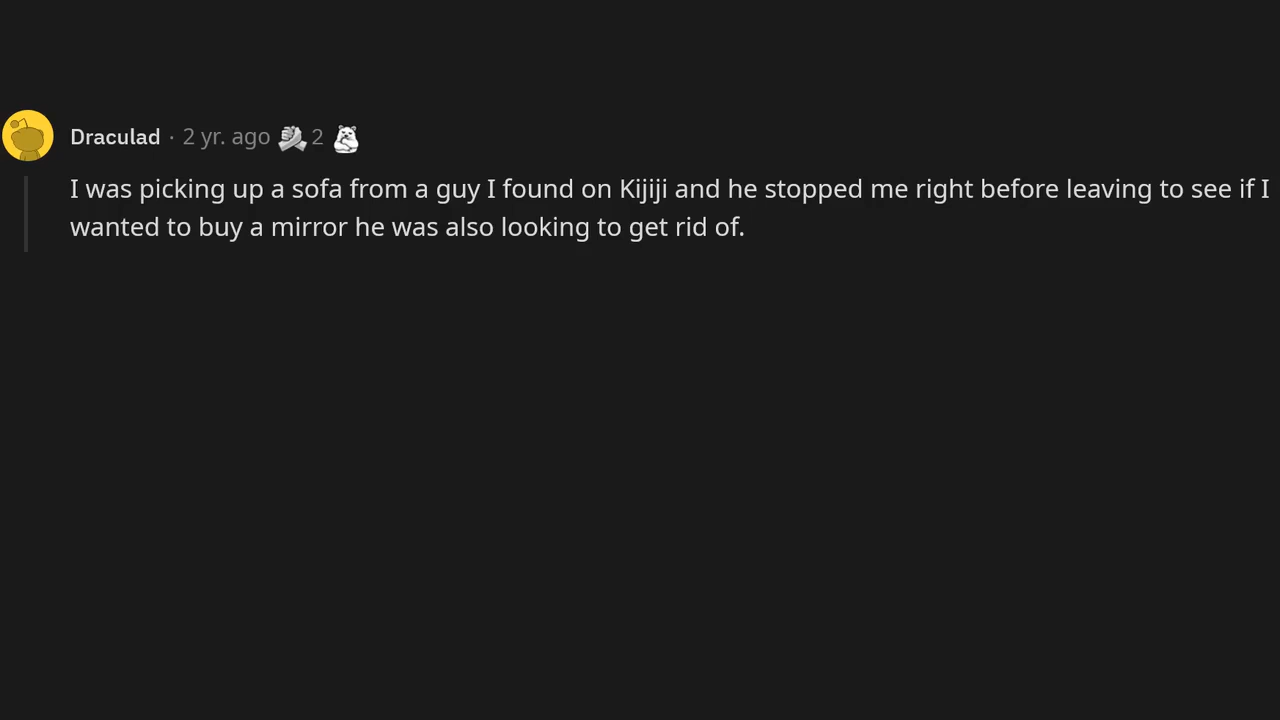 Draculad · 2 yr. ago 2
I was picking up a sofa from a guy I found on Kijiji and he stopped me right before leaving to see if I
wanted to buy a mirror he was also looking to get rid of.